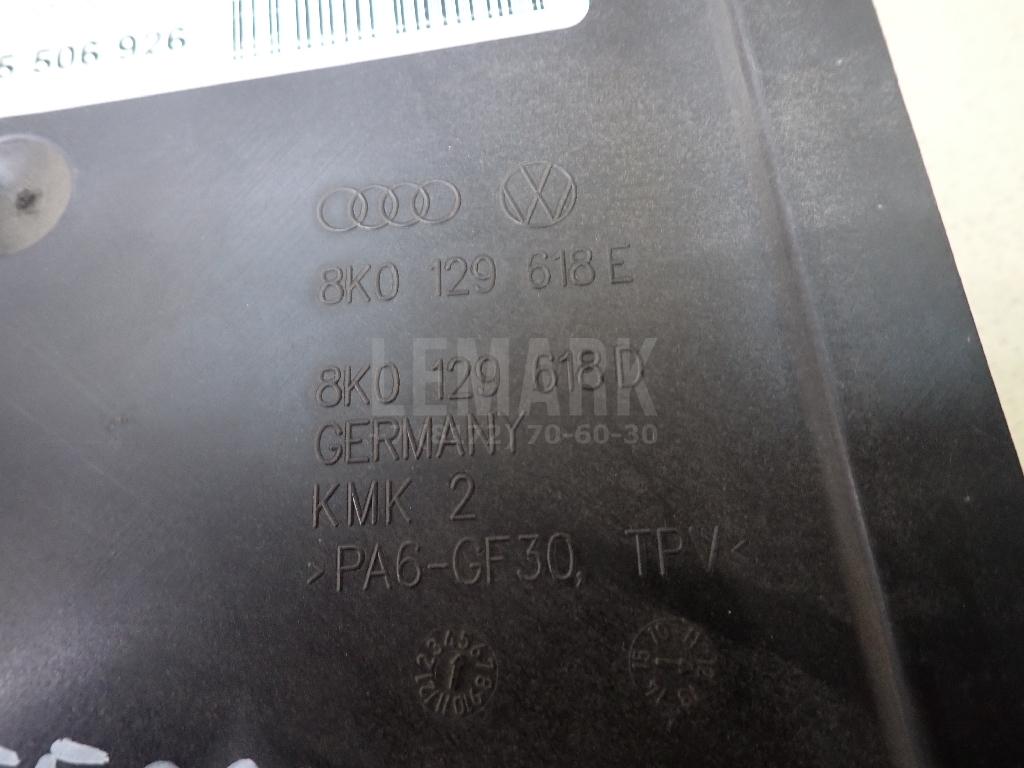 5 506 926
8K0 129 618 E
8K0 129 618 D
LEMARK
GERMANY
70-60-30
KMK 2
>PA6-GF30, TPV<